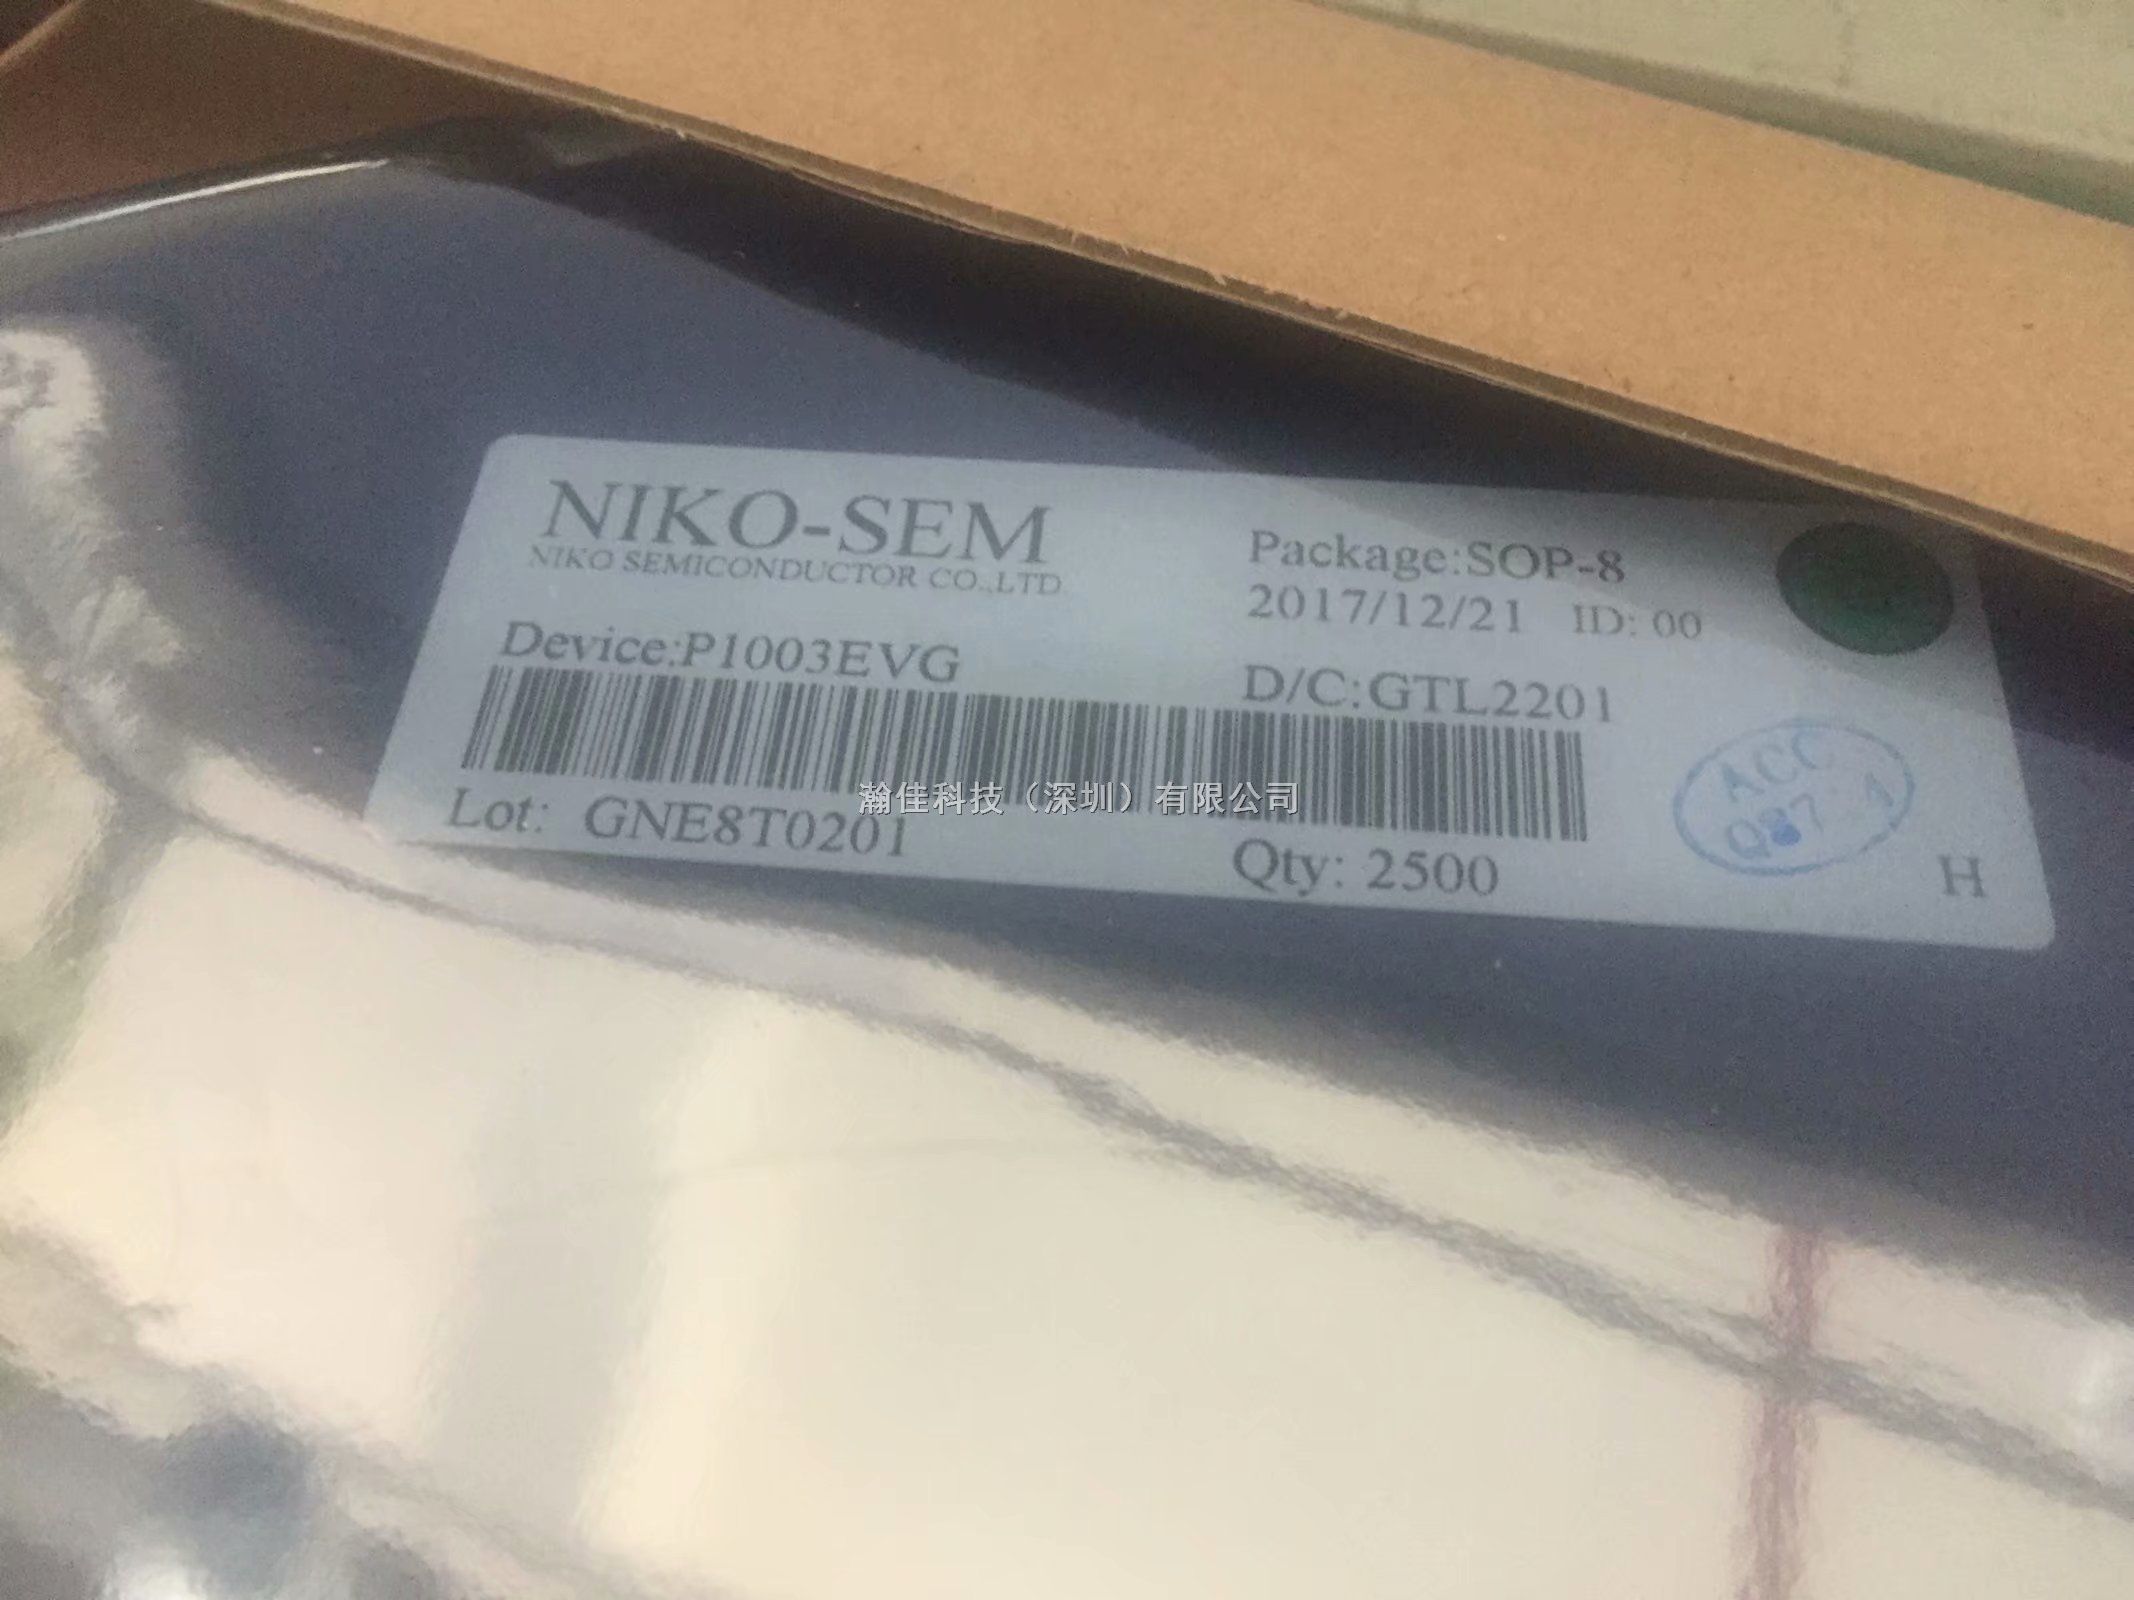 NIKO-SEM
NIKO SEMICONDUCTOR CO.,LTD
Package:SOP-8
2017/12/21 ID: 00
Device:P1003EVG
D/C:GTL2201
瀚佳科技（深圳）有限公司
Lot: GNE8T0201
Qty: 2500
H